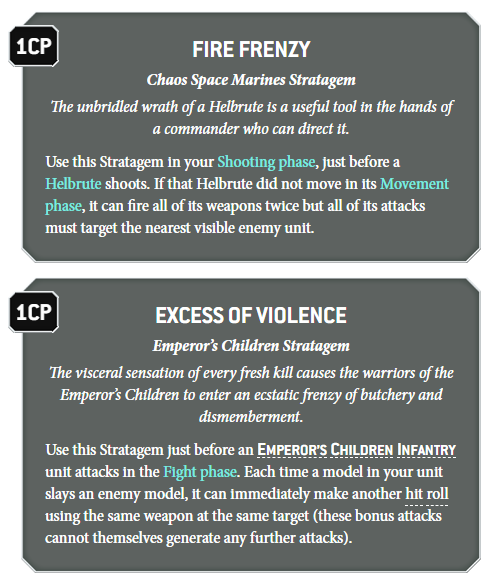 1CP
FIRE FRENZY
Chaos Space Marines Stratagem
The unbridled wrath of a Helbrute is a useful tool in the hands of
a commander who can direct it.
Use this Stratagem in your Shooting phase, just before a
Helbrute shoots. If that Helbrute did not move in its Movement
phase, it can fire all of its weapons twice but all of its attacks
must target the nearest visible enemy unit.
1CP
EXCESS OF VIOLENCE
Emperor’s Children Stratagem
The visceral sensation of every fresh kill causes the warriors of the
Emperor’s Children to enter an ecstatic frenzy of butchery and
dismemberment.
Use this Stratagem just before an EMPEROR’S CHILDREN INFANTRY
unit attacks in the Fight phase. Each time a model in your unit
slays an enemy model, it can immediately make another hit roll
using the same weapon at the same target (these bonus attacks
cannot themselves generate any further attacks).